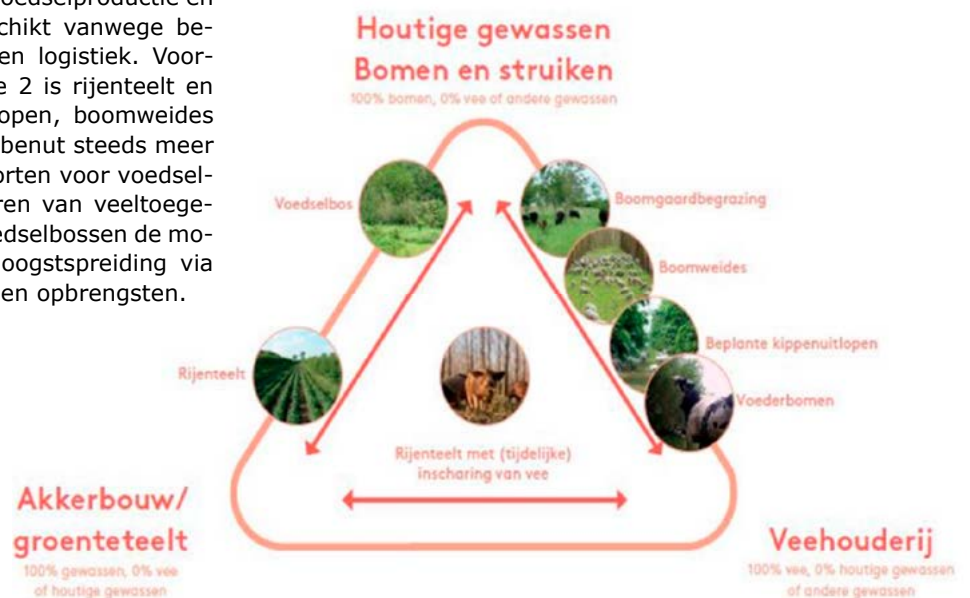 oedselproductie en
chikt vanwege be-
en logistiek. Voor-
e 2 is rijenteelt en
open, boomweides
benut steeds meer
orten voor voedsel-
ren van veeltoege-
edselbossen de mo-
oogstspreiding via
en opbrengsten.
Houtige gewassen
Bomen en struiken
100% bomen, 0% vee of andere gewassen
Voedselbos
Boomgaardbegrazing
Boomweides
Beplante kippenuitlopen
Rijenteelt
Voederbomen
Rijenteelt met (tijdelijke)
inscharing van vee
Akkerbouw/
groenteteelt
100% gewassen, 0% vee
of houtige gewassen
Veehouderij
100% vee, 0% houtige gewassen
of andere gewassen